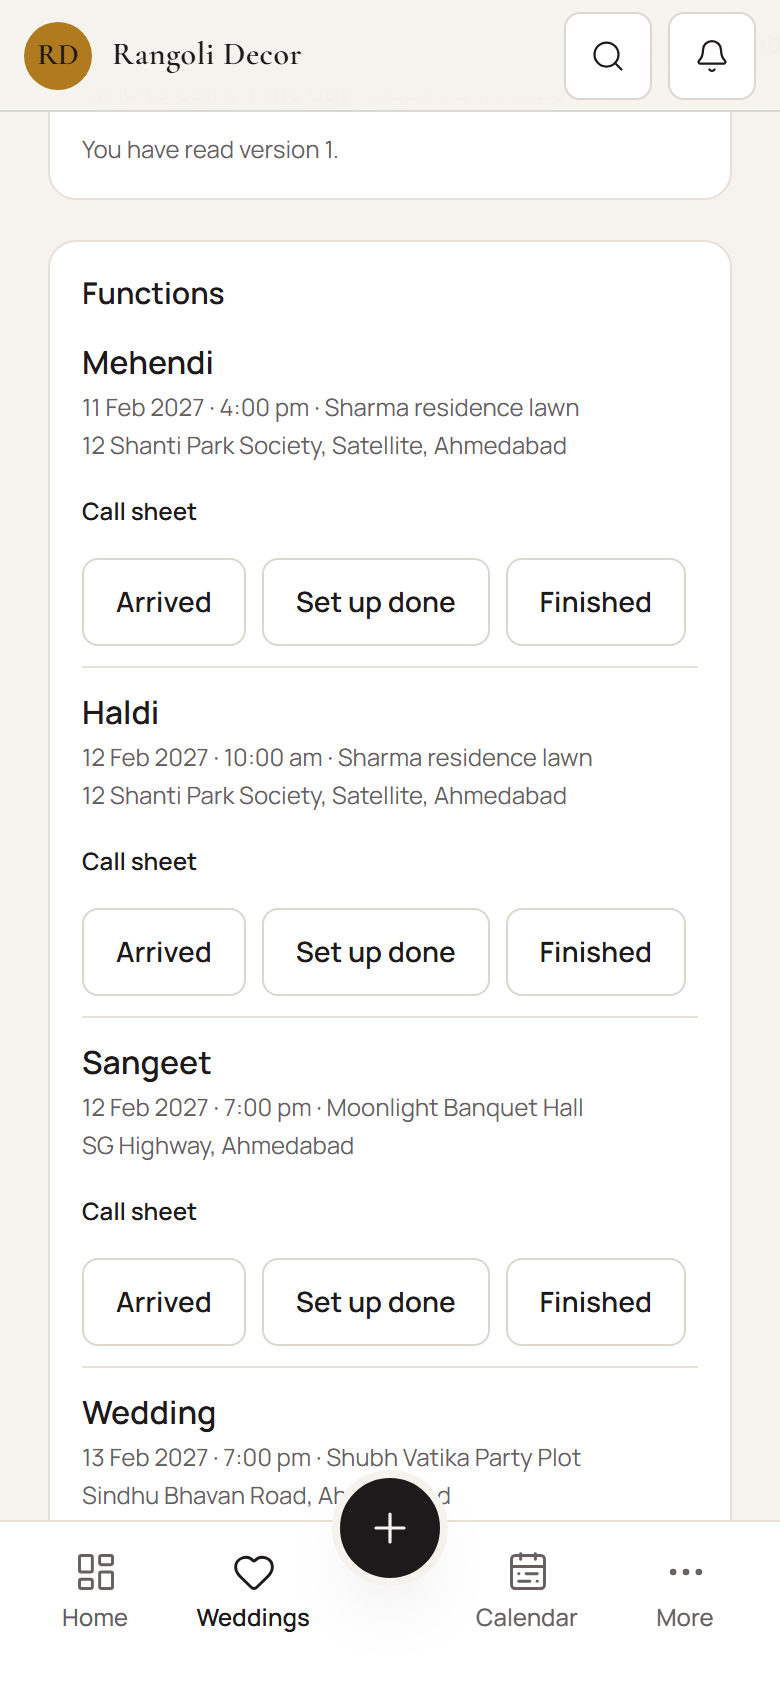 RD Rangoli Decor
You have read version 1.
Functions
Mehendi
11 Feb 2027 · 4:00 pm · Sharma residence lawn
12 Shanti Park Society, Satellite, Ahmedabad
Call sheet
Arrived Set up done Finished
Haldi
12 Feb 2027 · 10:00 am · Sharma residence lawn
12 Shanti Park Society, Satellite, Ahmedabad
Call sheet
Arrived Set up done Finished
Sangeet
12 Feb 2027 · 7:00 pm · Moonlight Banquet Hall
SG Highway, Ahmedabad
Call sheet
Arrived Set up done Finished
Wedding
13 Feb 2027 · 7:00 pm · Shubh Vatika Party Plot
Sindhu Bhavan Road,
Home Weddings Calendar More